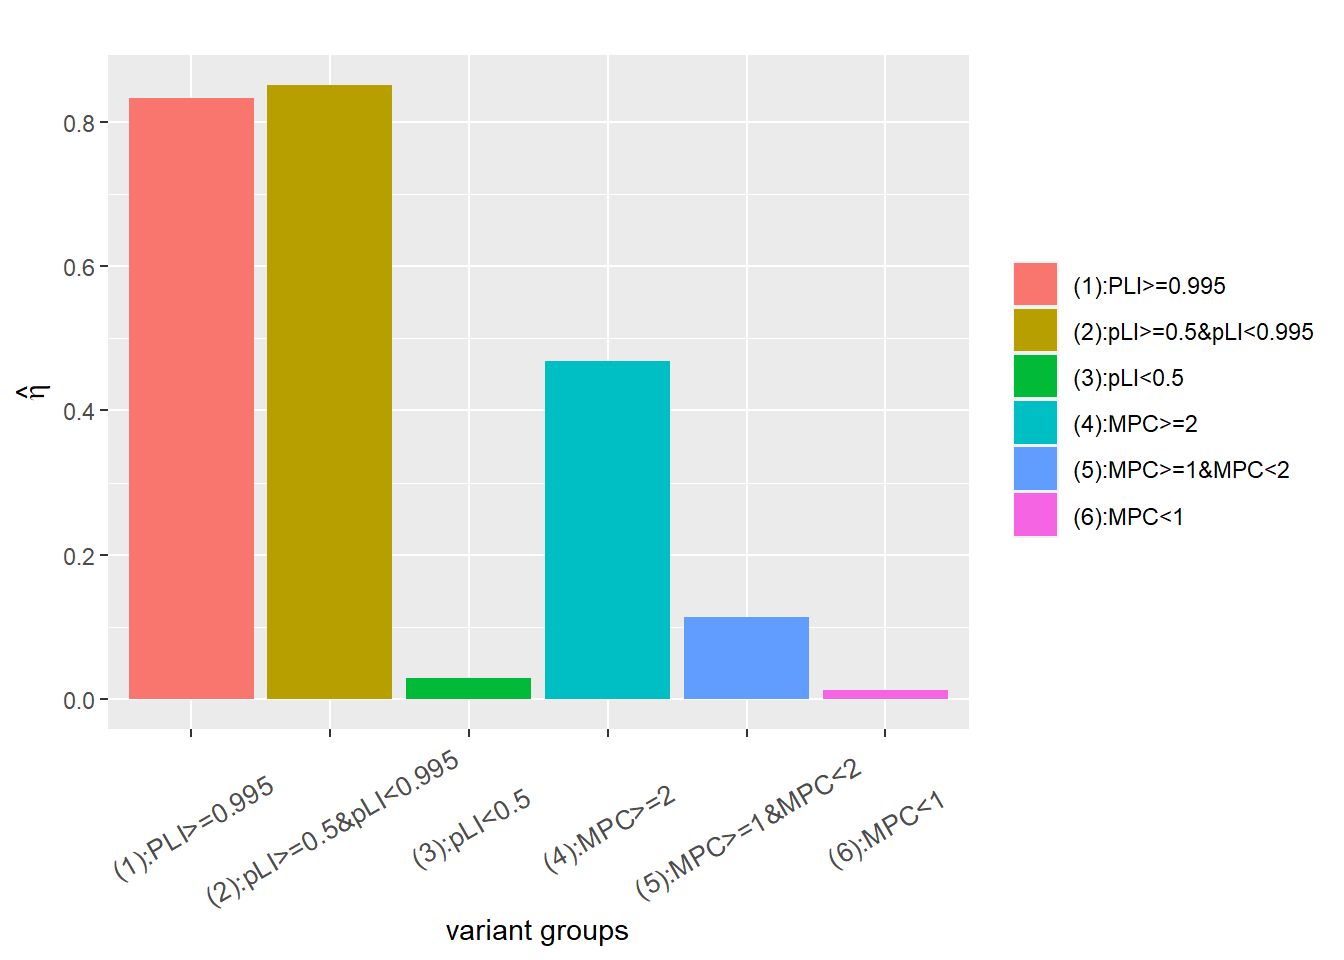 0.8
0.6
0.4
0.2
0.0
η̂
(1):PLI>=0.995
(2):pLI>=0.5&pLI<0.995
(3):pLI<0.5
(4):MPC>=2
(5):MPC>=1&MPC<2
(6):MPC<1
variant groups
(1):PLI>=0.995
(2):pLI>=0.5&pLI<0.995
(3):pLI<0.5
(4):MPC>=2
(5):MPC>=1&MPC<2
(6):MPC<1